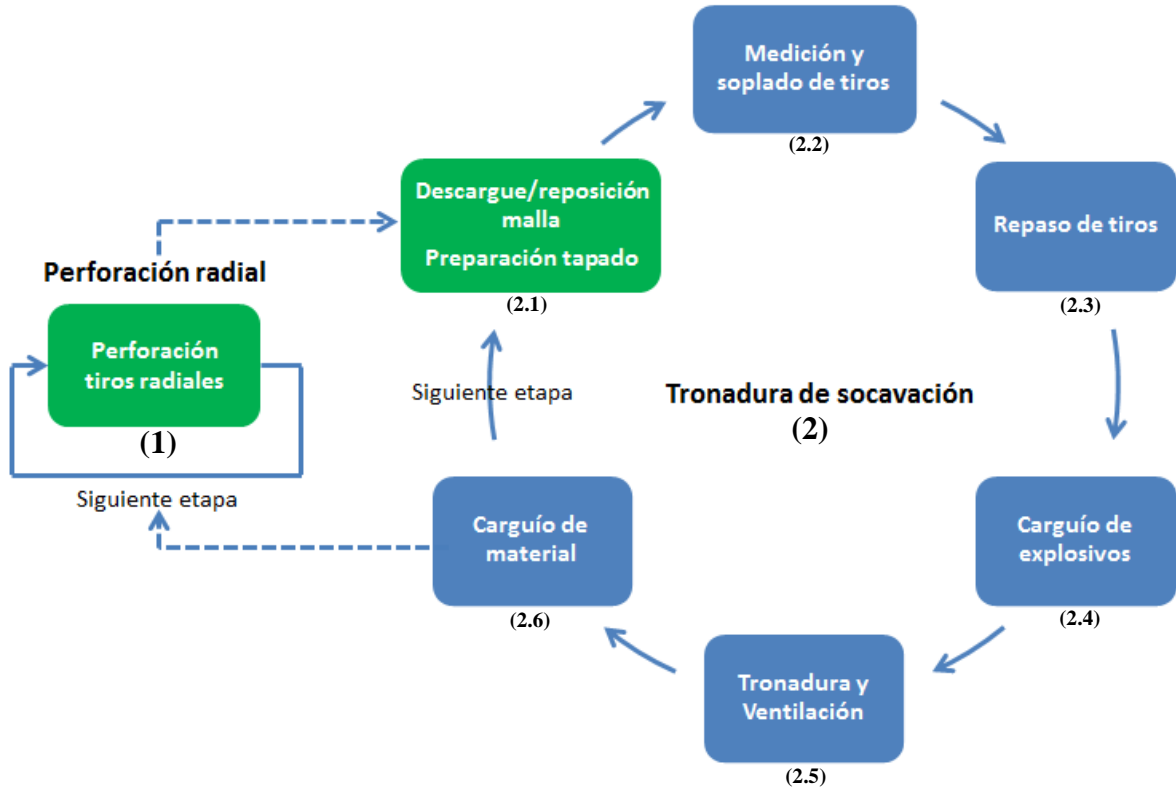 Medición y
soplado de tiros
(2.2)
Descargue/reposición
malla
Preparación tapado
(2.1)
Repaso de tiros
(2.3)
Perforación radial
Perforación
tiros radiales
(1)
Siguiente etapa
Siguiente etapa
Tronadura de socavación
(2)
Carguío de
material
(2.6)
Carguío de
explosivos
(2.4)
Tronadura y
Ventilación
(2.5)